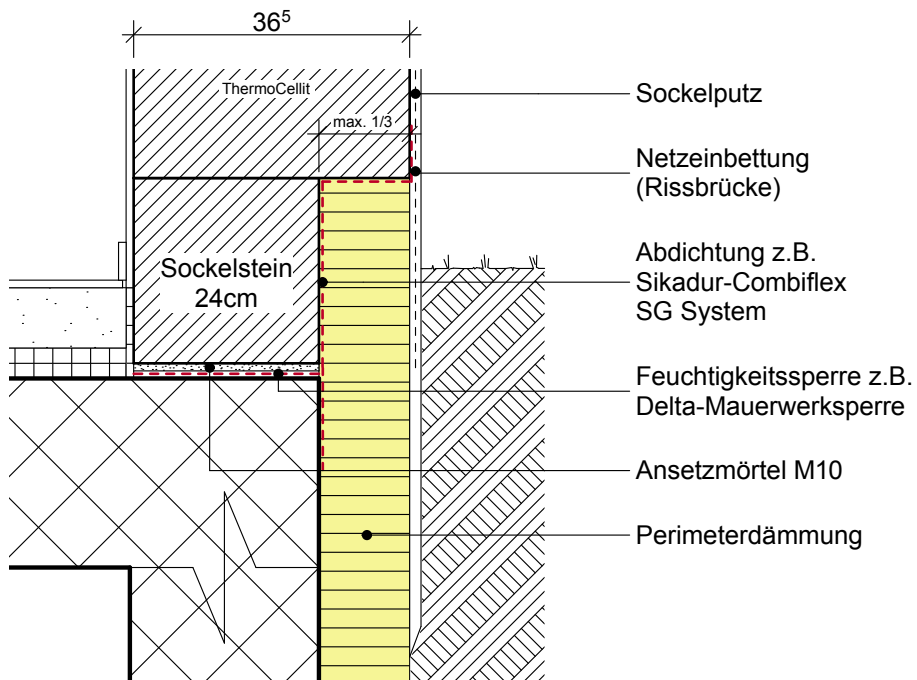 36⁵
ThermoCellit
max. 1/3
Sockelputz
Netzeinbettung
(Rissbrücke)
Sockelstein
24cm
Abdichtung z.B.
Sikadur-Combiflex
SG System
Feuchtigkeitssperre z.B.
Delta-Mauerwerksperre
Ansetzmörtel M10
Perimeterdämmung